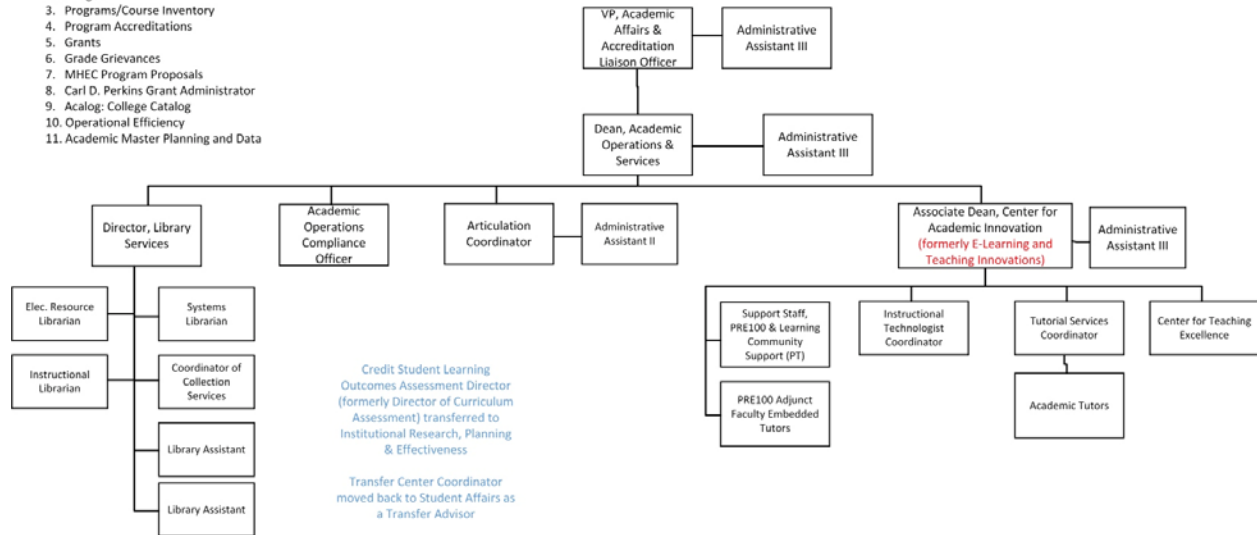 3. Programs/Course Inventory
4. Program Accreditations
5. Grants
6. Grade Grievances
7. MHEC Program Proposals
8. Carl D. Perkins Grant Administrator
9. Acalog: College Catalog
10. Operational Efficiency
11. Academic Master Planning and Data
VP, Academic
Affairs &
Accreditation
Liaison Officer
Administrative
Assistant III
Dean, Academic
Operations &
Services
Administrative
Assistant III
Director, Library
Services
Academic
Operations
Compliance
Officer
Articulation
Coordinator
Administrative
Assistant II
Associate Dean, Center for
Academic Innovation
(formerly E-Learning and
Teaching Innovations)
Administrative
Assistant III
Elec. Resource
Librarian
Systems
Librarian
Instructional
Librarian
Coordinator of
Collection
Services
Library Assistant
Library Assistant
Credit Student Learning
Outcomes Assessment Director
(formerly Director of Curriculum
Assessment) transferred to
Institutional Research, Planning
& Effectiveness
Transfer Center Coordinator
moved back to Student Affairs as
a Transfer Advisor
Support Staff,
PRE100 & Learning
Community
Support (PT)
PRE100 Adjunct
Faculty Embedded
Tutors
Instructional
Technologist
Coordinator
Tutorial Services
Coordinator
Academic Tutors
Center for Teaching
Excellence